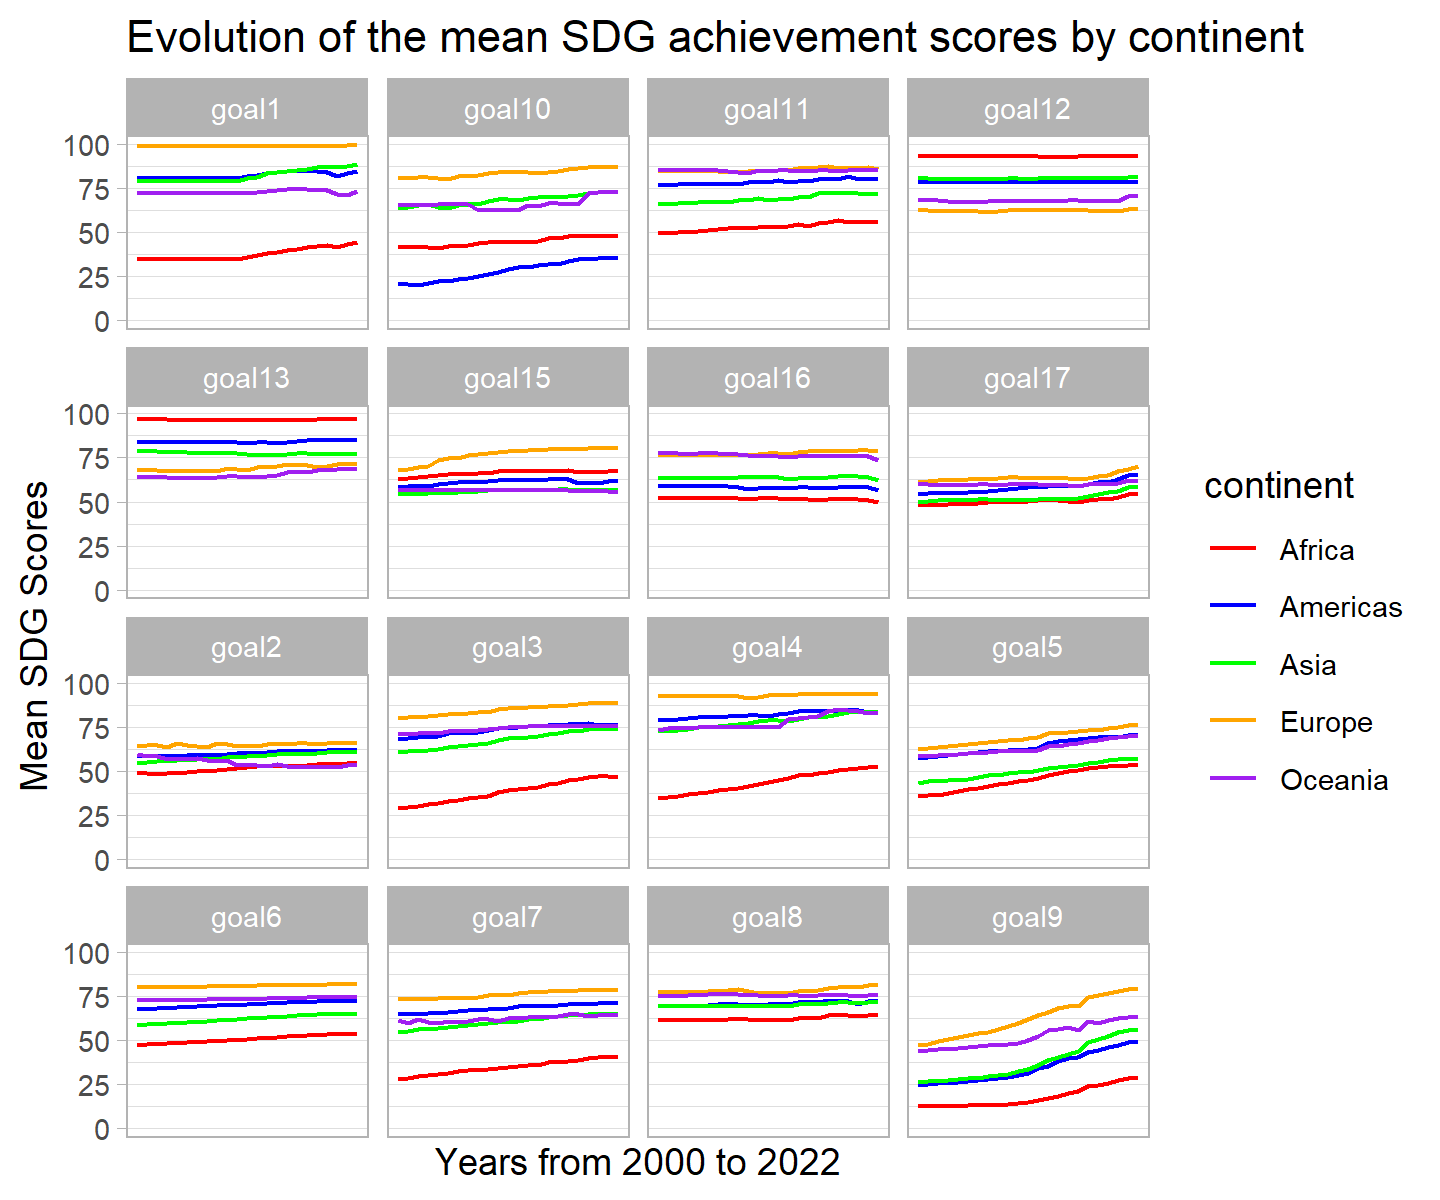 Evolution of the mean SDG achievement scores by continent
goal1 goal10 goal11 goal12
100
75
50
25
0
goal13 goal15 goal16 goal17
100
75
50
25
0
goal2 goal3 goal4 goal5
100
75
50
25
0
goal6 goal7 goal8 goal9
100
75
50
25
0
Mean SDG Scores
Years from 2000 to 2022
continent
Africa
Americas
Asia
Europe
Oceania